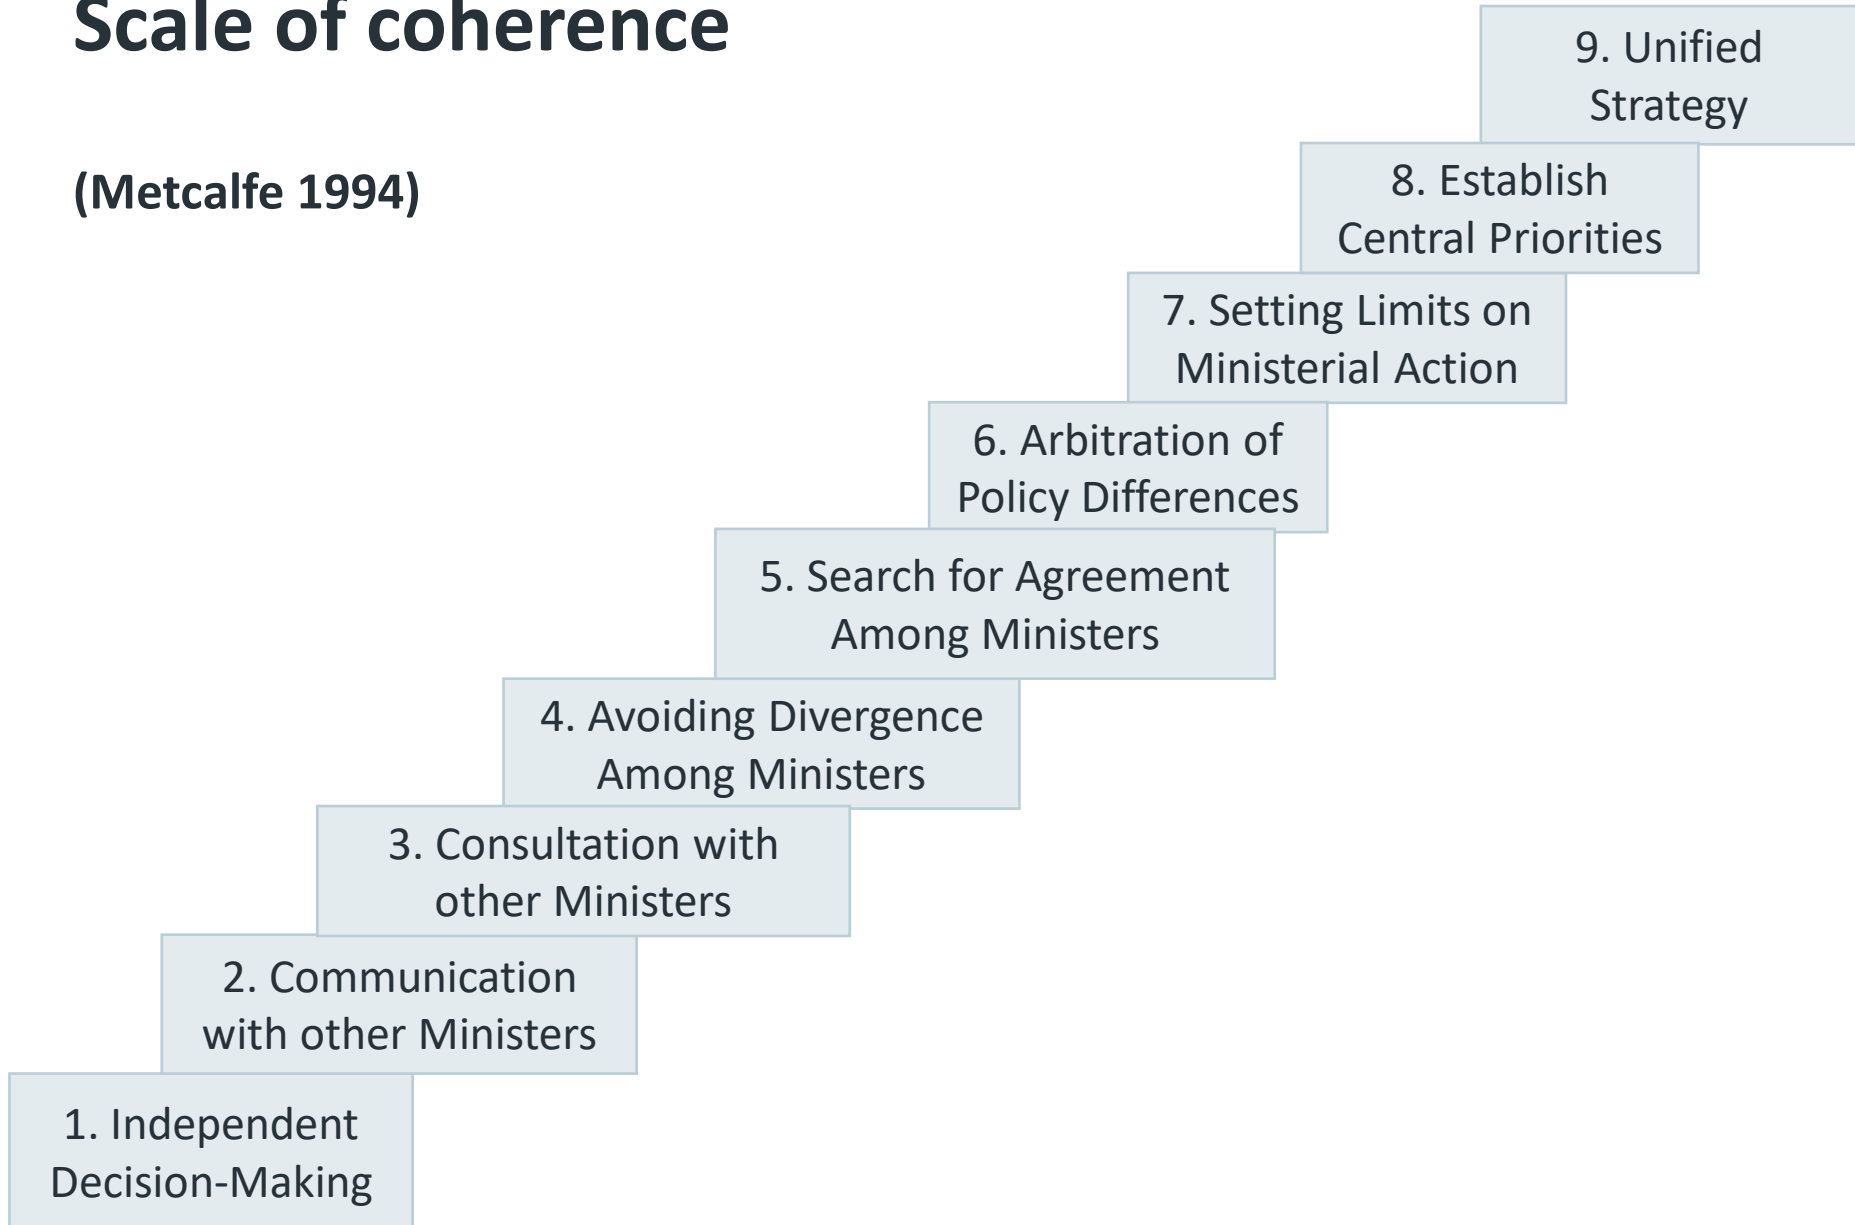 Scale of coherence
(Metcalfe 1994)
9. Unified
Strategy
8. Establish
Central Priorities
7. Setting Limits on
Ministerial Action
6. Arbitration of
Policy Differences
5. Search for Agreement
Among Ministers
4. Avoiding Divergence
Among Ministers
3. Consultation with
other Ministers
2. Communication
with other Ministers
1. Independent
Decision-Making